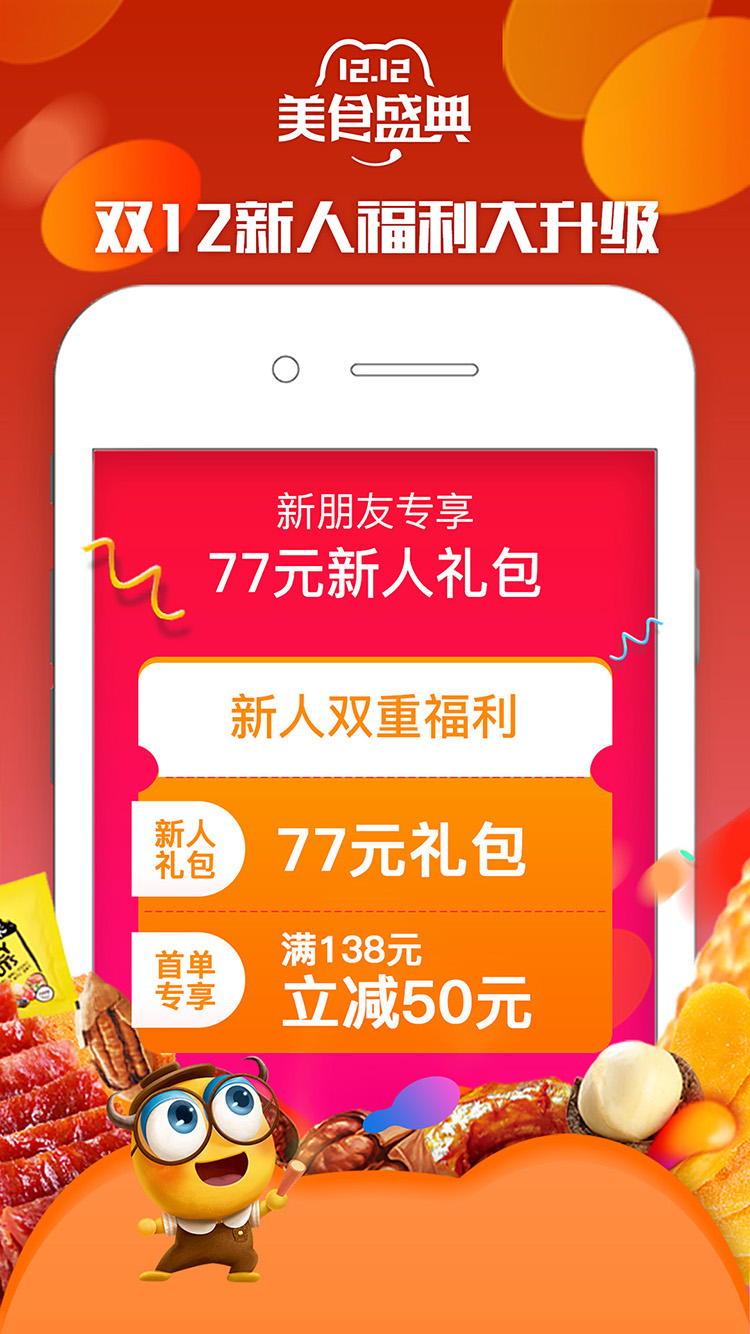 12.12
美食盛典
双12新人福利大升级
新朋友专享
77元新人礼包
新人双重福利
新人
礼包
77元礼包
首单
专享
满138元
立减50元